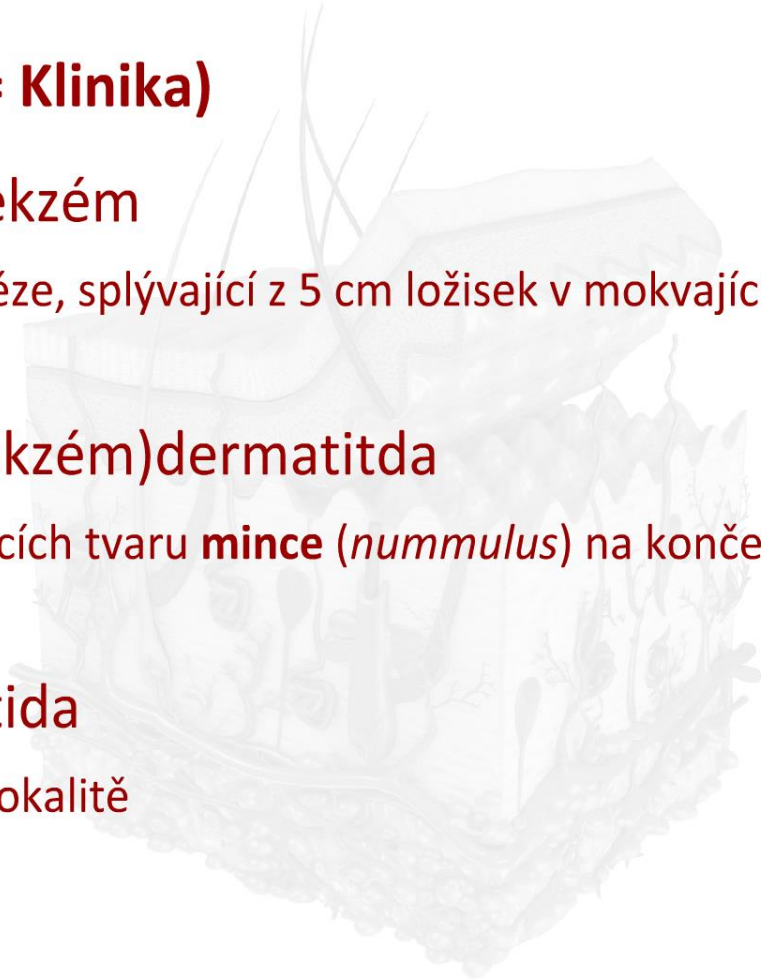 Klinika)
ekzém
éze, splývající z 5 cm ložisek v mokvajíc
kzém)dermatitda
cích tvaru mince (nummulus) na konče
tida
okalitě